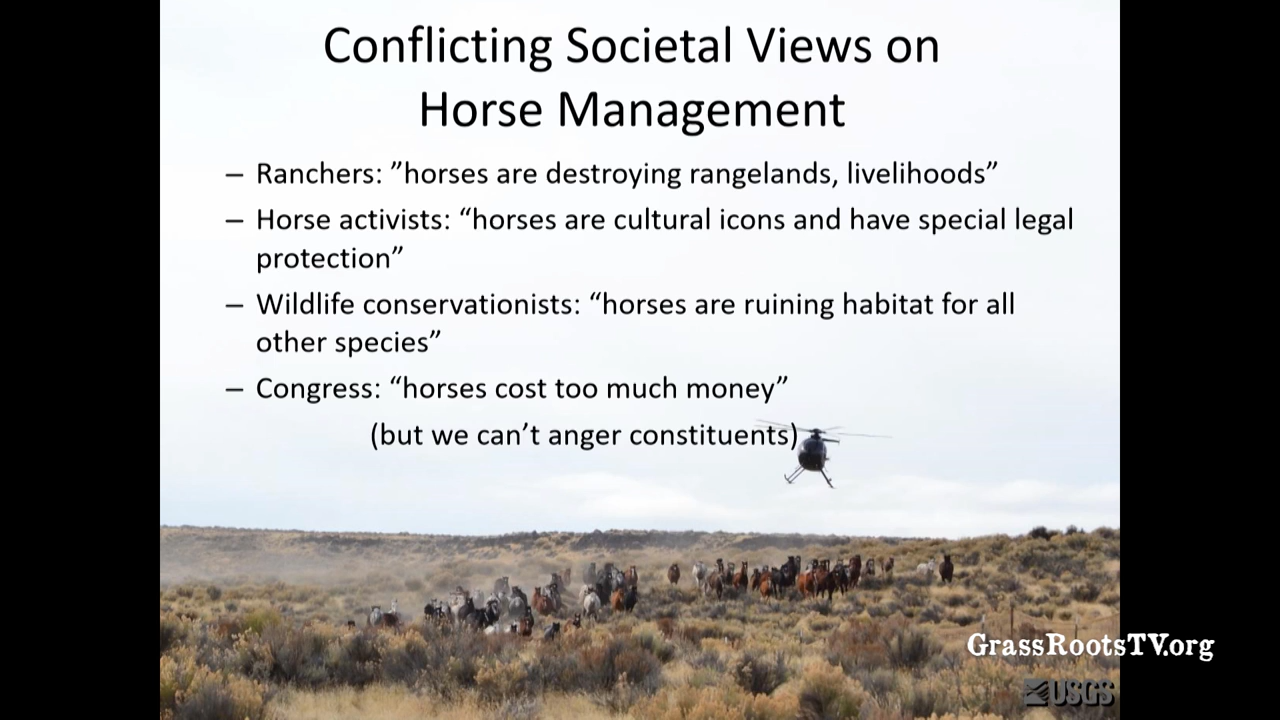 Conflicting Societal Views on
Horse Management
– Ranchers: ”horses are destroying rangelands, livelihoods”
– Horse activists: “horses are cultural icons and have special legal
protection”
– Wildlife conservationists: “horses are ruining habitat for all
other species”
– Congress: “horses cost too much money”
(but we can’t anger constituents)
GrassRootsTV.org
USGS